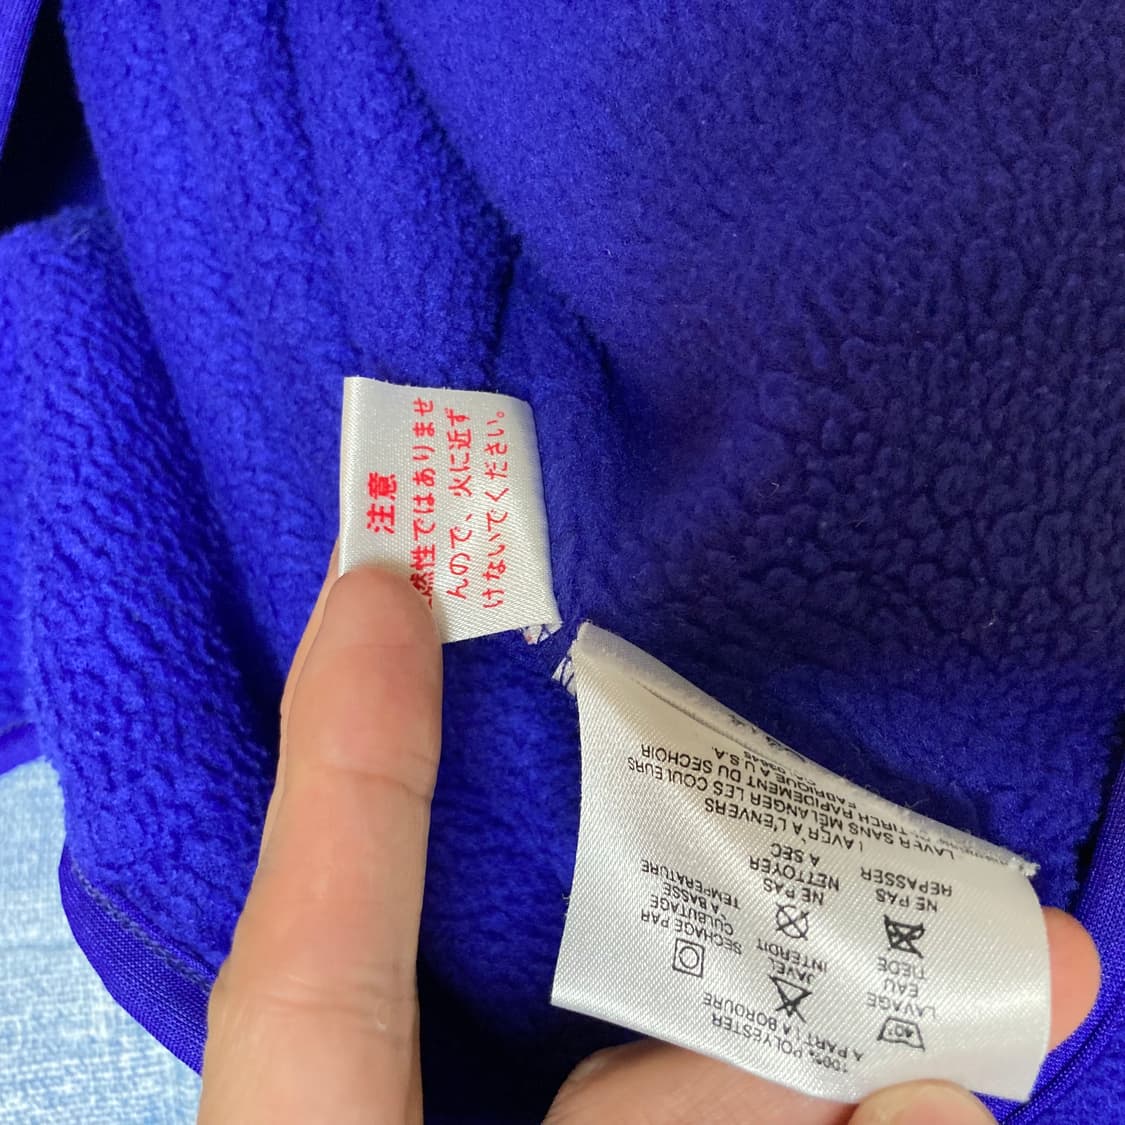 注意
燃性ではありませ
んので、火に近ず
けないでください。
100% POLYESTER
A PART LA BORDURE
40°
LAVAGE
EAU
TIEDE
JAVEL
INTERDIT
SECHAGE PAR
CULBUTAGE
A BASSE
TEMPERATURE
NE PAS
REPASSER
NE PAS
NETTOYER
A SEC
LAVER A L'ENVERS
LAVER SANS MELANGER LES COULEURS
RAPIDEMENT DU SECHOIR
FABRIQUE A U.S.A.